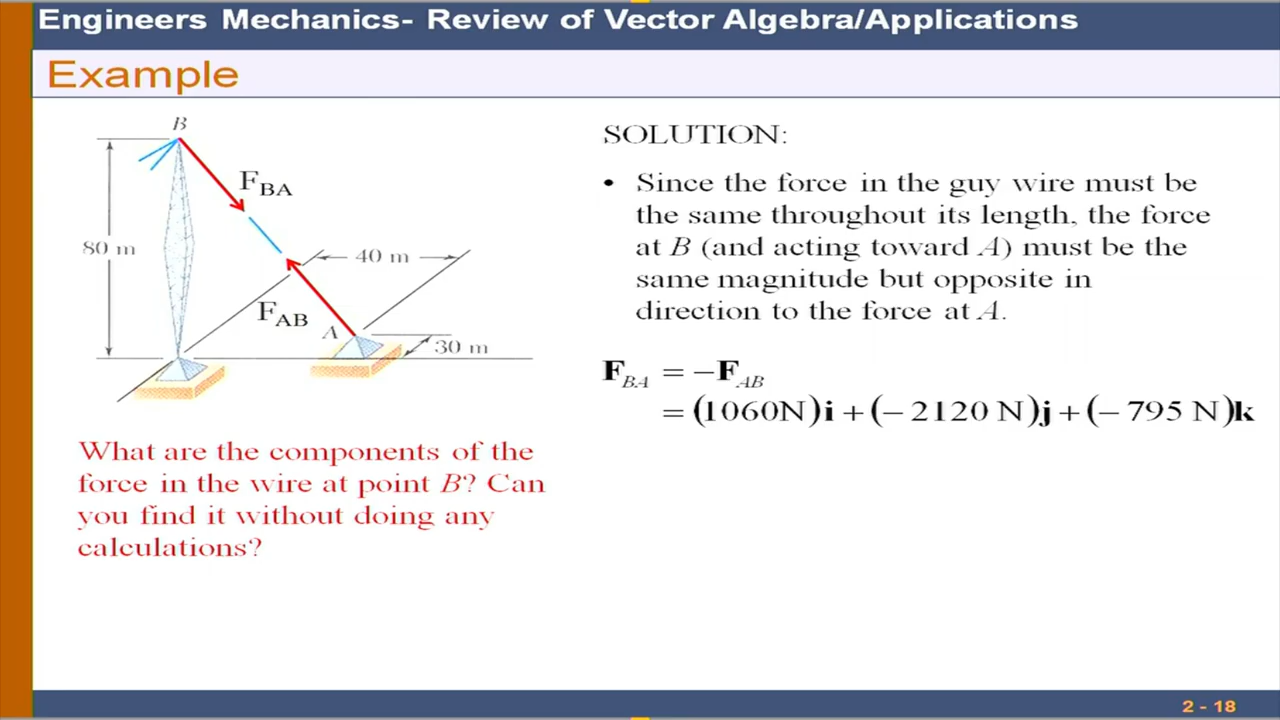 Engineers Mechanics- Review of Vector Algebra/Applications
Example
B
F_BA
80 m
40 m
F_AB
A
30 m
What are the components of the
force in the wire at point B? Can
you find it without doing any
calculations?
SOLUTION:
• Since the force in the guy wire must be
the same throughout its length, the force
at B (and acting toward A) must be the
same magnitude but opposite in
direction to the force at A.
F_BA = −F_AB
= (1060N)i + (− 2120 N)j + (− 795 N)k
2 - 18